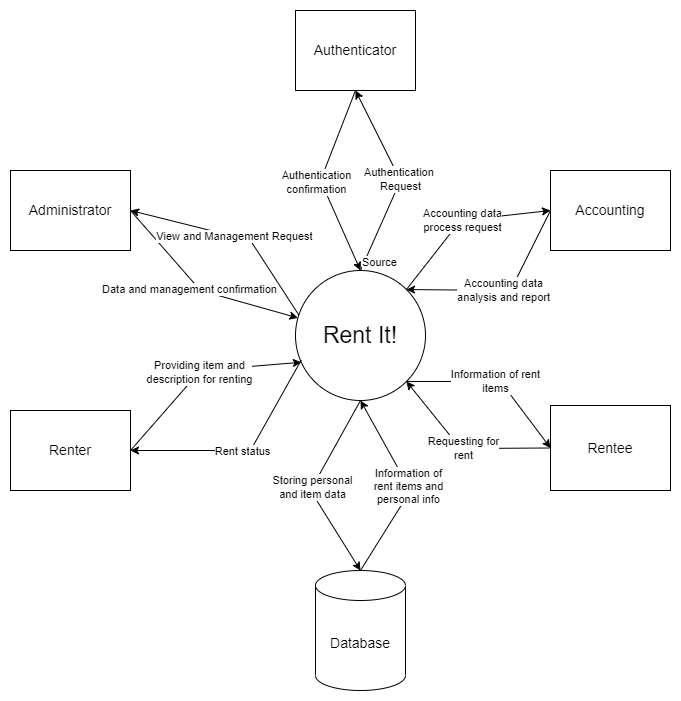 Authenticator
Authentication
confirmation
Authentication
Request
Administrator
Accounting
Accounting data
process request
View and Management Request
Source
Data and management confirmation
Accounting data
analysis and report
Rent It!
Providing item and
description for renting
Information of rent
items
Renter
Rent status
Requesting for
rent
Rentee
Storing personal
and item data
Information of
rent items and
personal info
Database